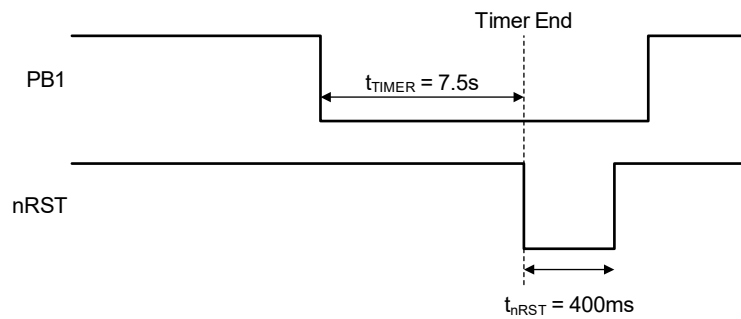 Timer End
PB1
tTIMER = 7.5s
nRST
tnRST = 400ms